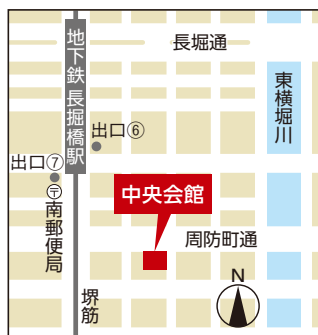 長堀通
地下鉄 長堀橋駅
東横堀川
出口⑥
出口⑦
〶南郵便局
中央会館
周防町通
堺筋
N